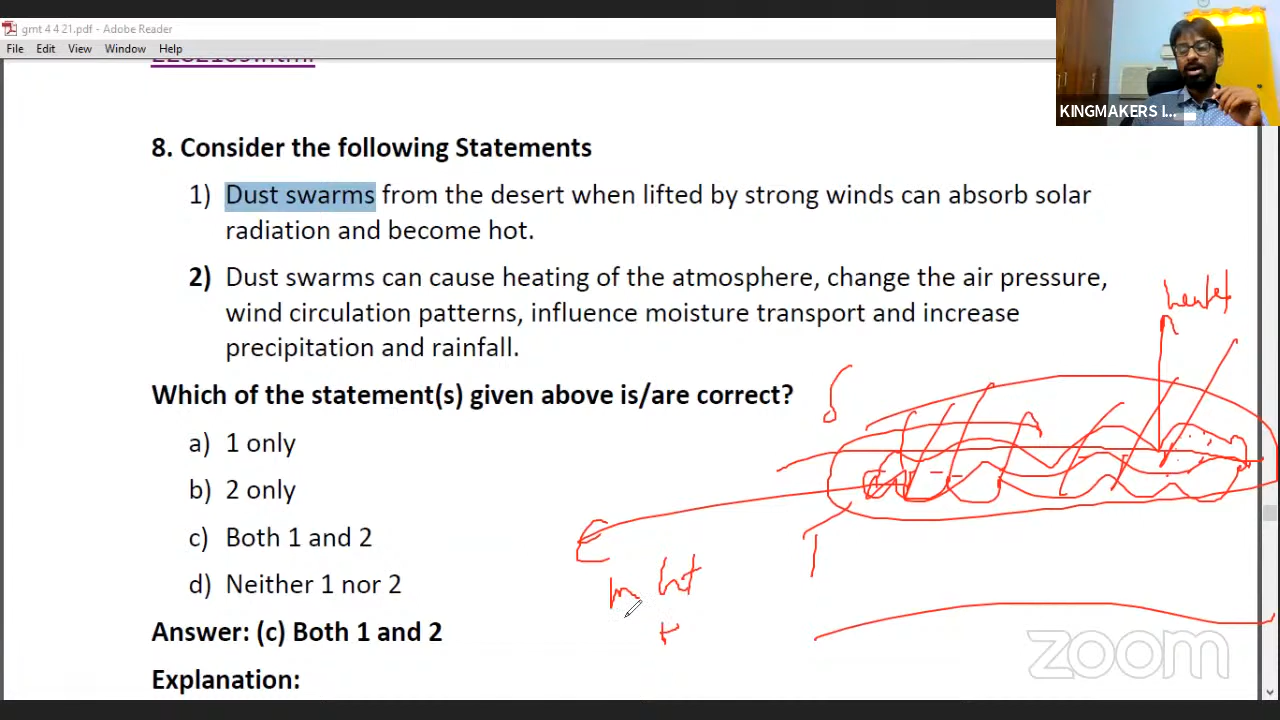 grnt 4 4 21.pdf - Adobe Reader
File Edit View Window Help
KINGMAKERS I...
8. Consider the following Statements
1) Dust swarms from the desert when lifted by strong winds can absorb solar
radiation and become hot.
2) Dust swarms can cause heating of the atmosphere, change the air pressure,
wind circulation patterns, influence moisture transport and increase
precipitation and rainfall.
Which of the statement(s) given above is/are correct?
a) 1 only
b) 2 only
c) Both 1 and 2
d) Neither 1 nor 2
Answer: (c) Both 1 and 2
Explanation:
zoom